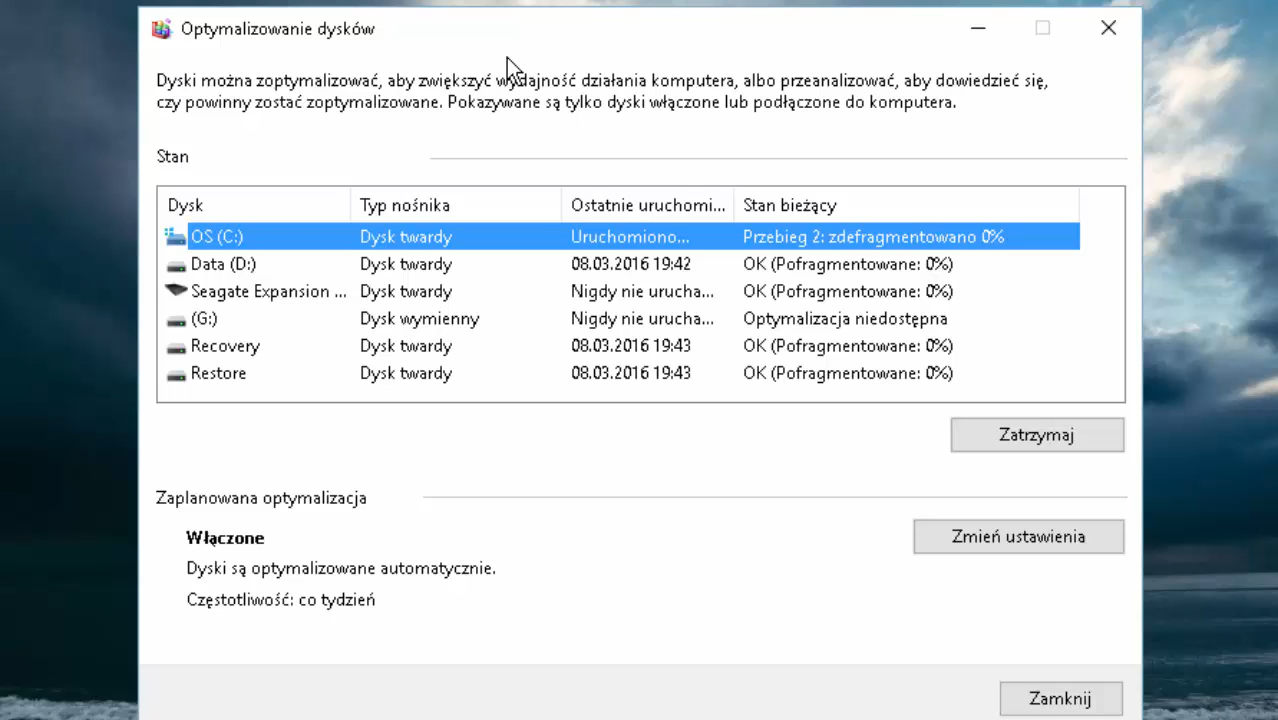 Optymalizowanie dysków
Dyski można zoptymalizować, aby zwiększyć wydajność działania komputera, albo przeanalizować, aby dowiedzieć się,
czy powinny zostać zoptymalizowane. Pokazywane są tylko dyski włączone lub podłączone do komputera.
Stan
Dysk Typ nośnika Ostatnie uruchomi... Stan bieżący
OS (C:) Dysk twardy Uruchomiono... Przebieg 2: zdefragmentowano 0%
Data (D:) Dysk twardy 08.03.2016 19:42 OK (Pofragmentowane: 0%)
Seagate Expansion ... Dysk twardy Nigdy nie urucha... OK (Pofragmentowane: 0%)
(G:) Dysk wymienny Nigdy nie urucha... Optymalizacja niedostępna
Recovery Dysk twardy 08.03.2016 19:43 OK (Pofragmentowane: 0%)
Restore Dysk twardy 08.03.2016 19:43 OK (Pofragmentowane: 0%)
Zatrzymaj
Zaplanowana optymalizacja
Włączone
Zmień ustawienia
Dyski są optymalizowane automatycznie.
Częstotliwość: co tydzień
Zamknij